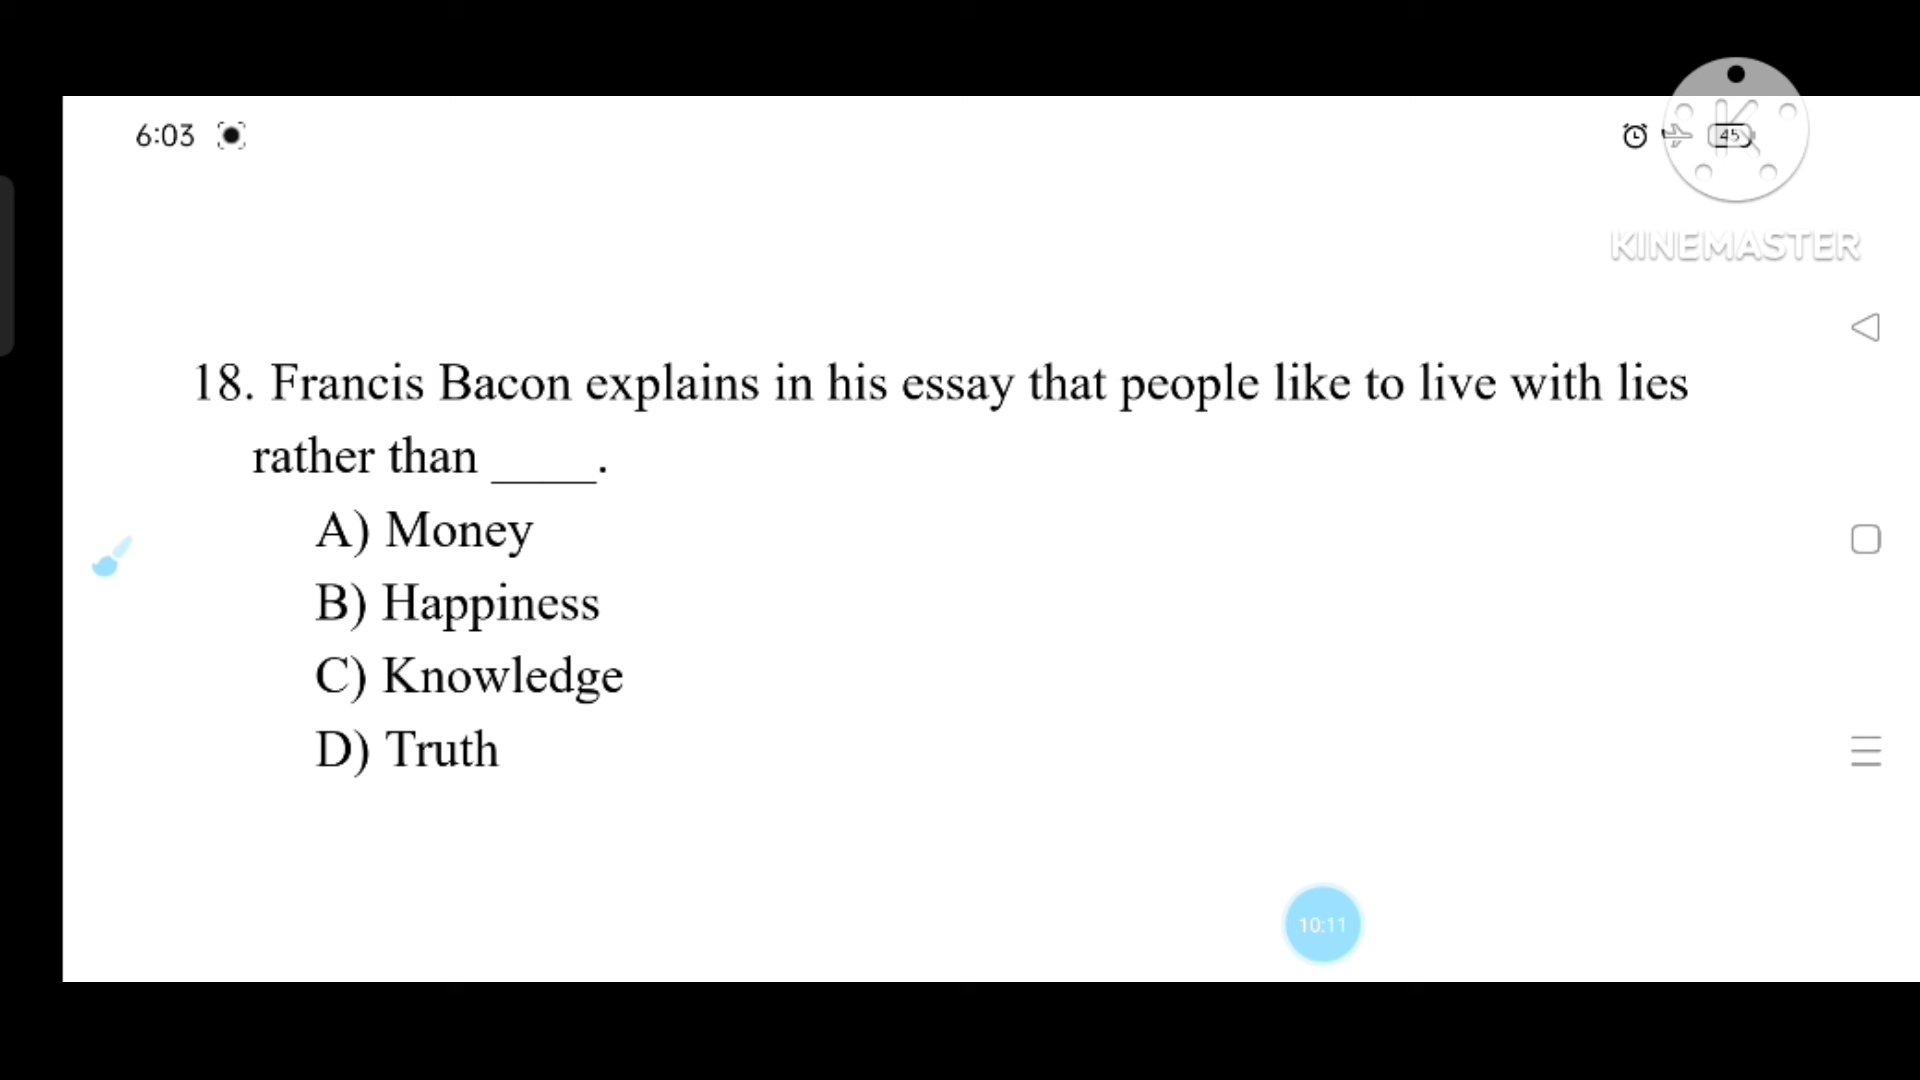 6:03
45
KINEMASTER
18. Francis Bacon explains in his essay that people like to live with lies
rather than ____.
A) Money
B) Happiness
C) Knowledge
D) Truth
10:11